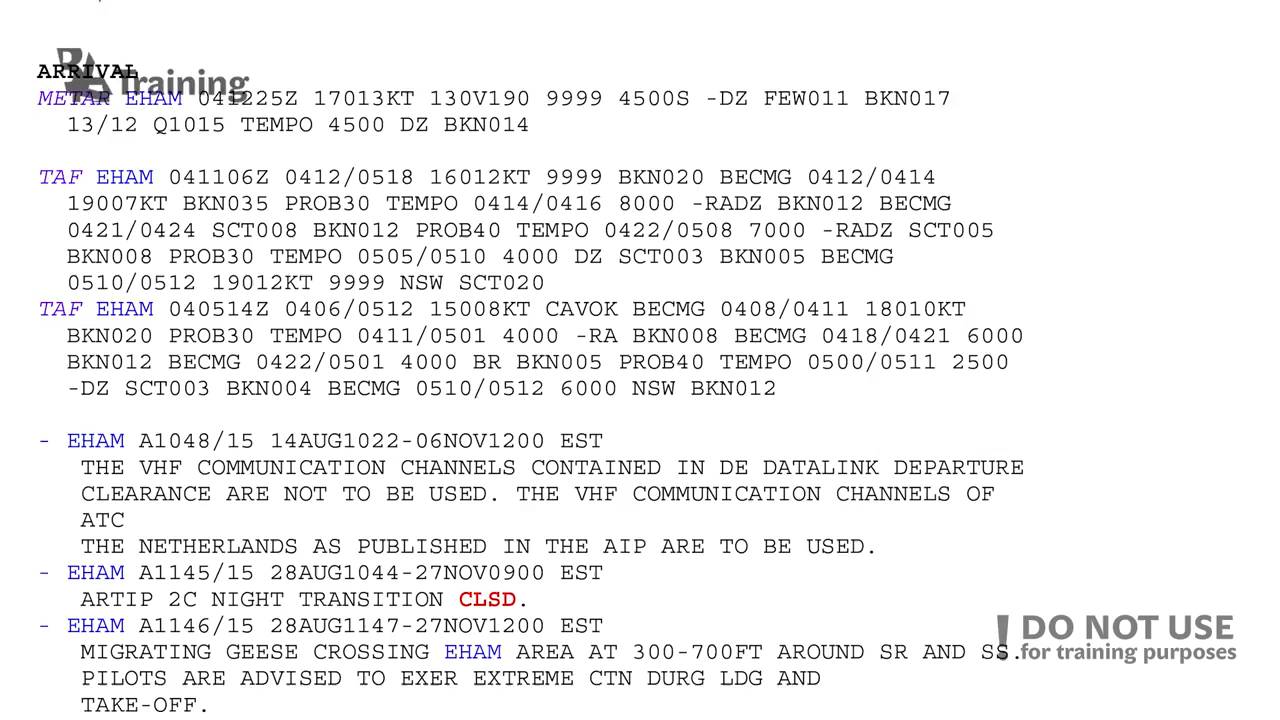 ARRIVAL
BA Training
METAR EHAM 041225Z 17013KT 130V190 9999 4500S -DZ FEW011 BKN017
13/12 Q1015 TEMPO 4500 DZ BKN014
TAF EHAM 041106Z 0412/0518 16012KT 9999 BKN020 BECMG 0412/0414
19007KT BKN035 PROB30 TEMPO 0414/0416 8000 -RADZ BKN012 BECMG
0421/0424 SCT008 BKN012 PROB40 TEMPO 0422/0508 7000 -RADZ SCT005
BKN008 PROB30 TEMPO 0505/0510 4000 DZ SCT003 BKN005 BECMG
0510/0512 19012KT 9999 NSW SCT020
TAF EHAM 040514Z 0406/0512 15008KT CAVOK BECMG 0408/0411 18010KT
BKN020 PROB30 TEMPO 0411/0501 4000 -RA BKN008 BECMG 0418/0421 6000
BKN012 BECMG 0422/0501 4000 BR BKN005 PROB40 TEMPO 0500/0511 2500
-DZ SCT003 BKN004 BECMG 0510/0512 6000 NSW BKN012
- EHAM A1048/15 14AUG1022-06NOV1200 EST
THE VHF COMMUNICATION CHANNELS CONTAINED IN DE DATALINK DEPARTURE
CLEARANCE ARE NOT TO BE USED. THE VHF COMMUNICATION CHANNELS OF
ATC
THE NETHERLANDS AS PUBLISHED IN THE AIP ARE TO BE USED.
- EHAM A1145/15 28AUG1044-27NOV0900 EST
ARTIP 2C NIGHT TRANSITION CLSD.
- EHAM A1146/15 28AUG1147-27NOV1200 EST
MIGRATING GEESE CROSSING EHAM AREA AT 300-700FT AROUND SR AND SS.
PILOTS ARE ADVISED TO EXER EXTREME CTN DURG LDG AND
TAKE-OFF.
! DO NOT USE
for training purposes